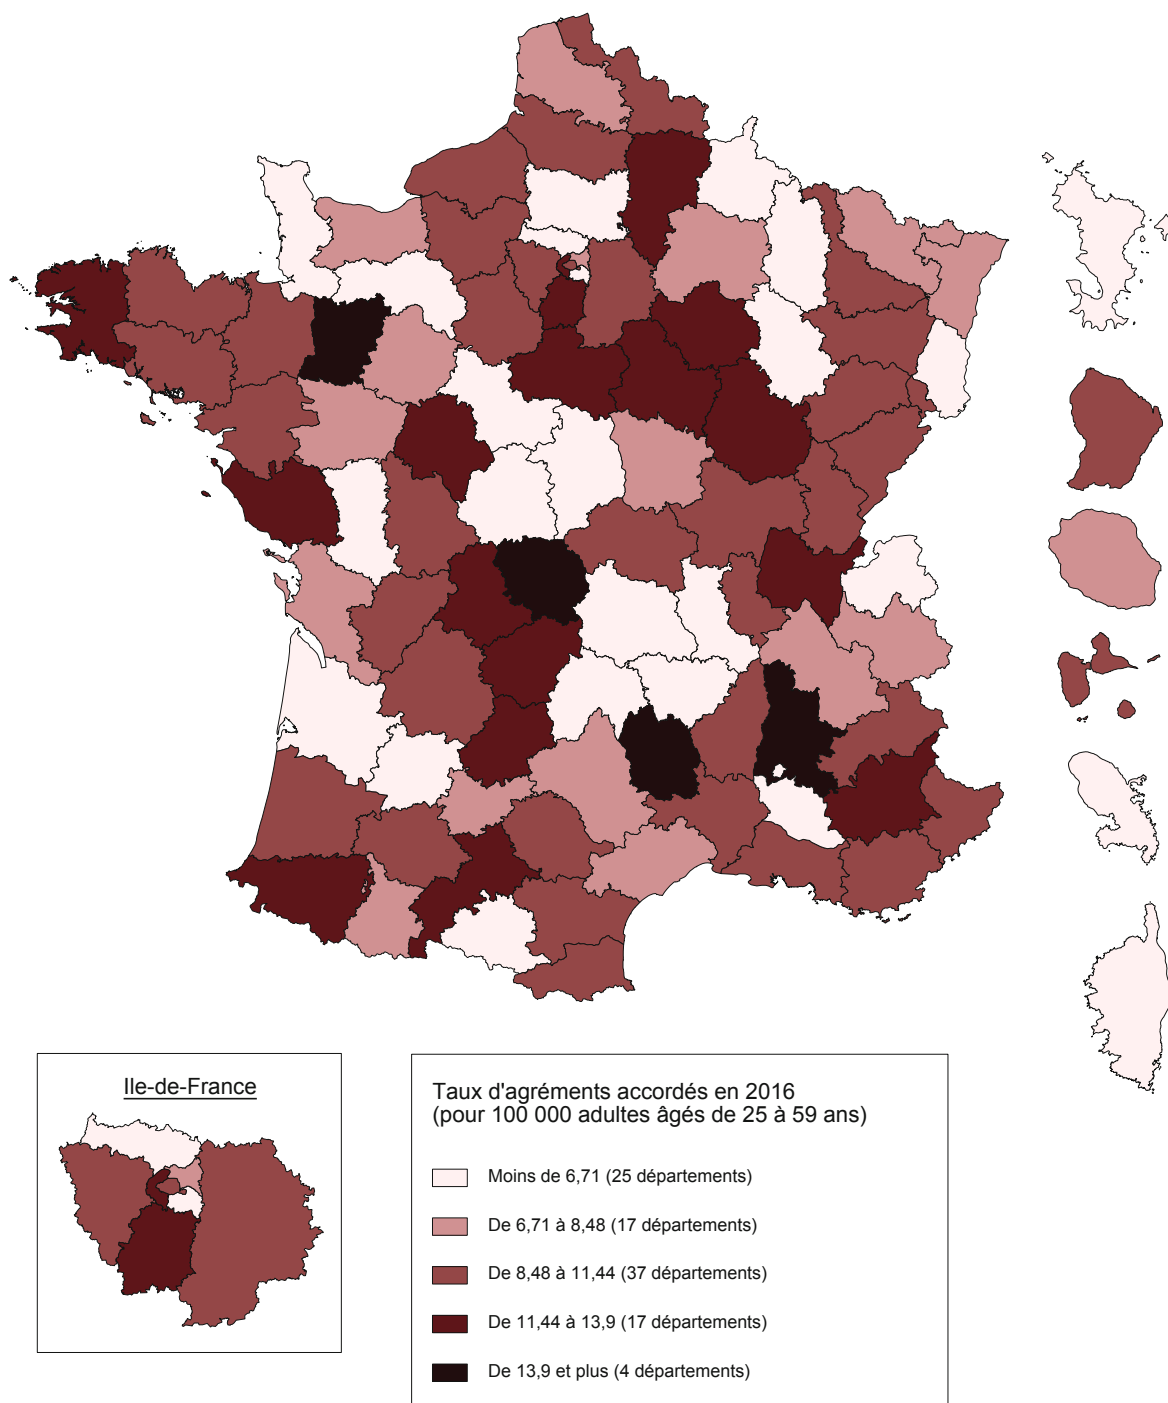 Ile-de-France
Taux d'agréments accordés en 2016
(pour 100 000 adultes âgés de 25 à 59 ans)
Moins de 6,71 (25 départements)
De 6,71 à 8,48 (17 départements)
De 8,48 à 11,44 (37 départements)
De 11,44 à 13,9 (17 départements)
De 13,9 et plus (4 départements)